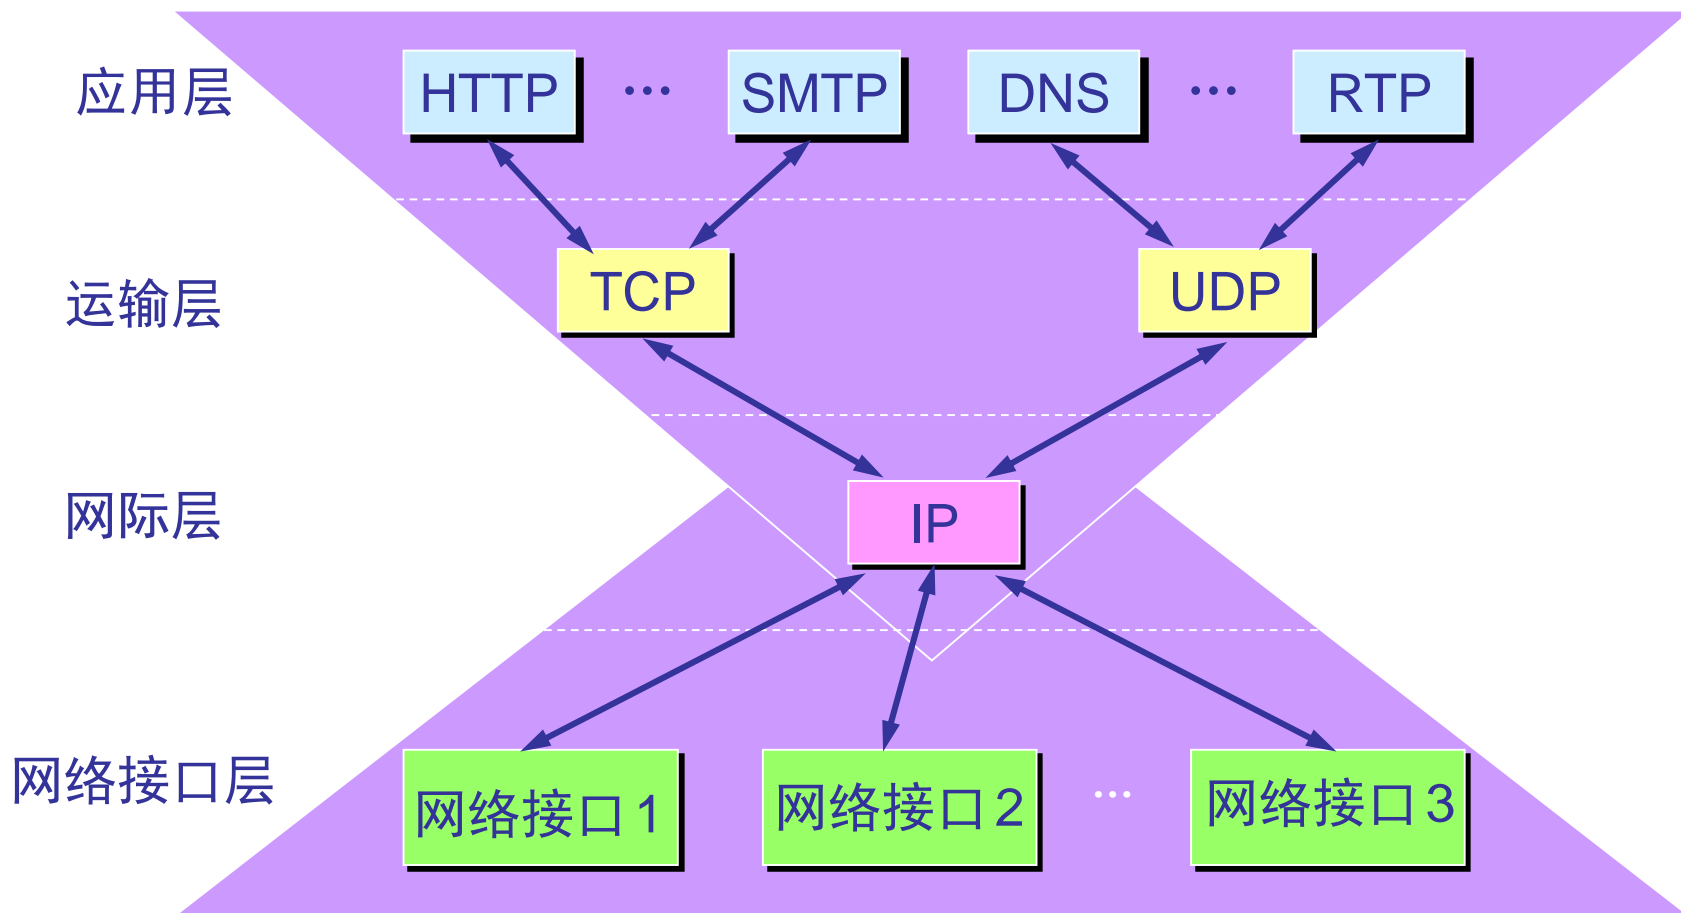 应用层 HTTP … SMTP DNS … RTP
运输层 TCP UDP
网际层 IP
网络接口层 网络接口1 网络接口2 … 网络接口3